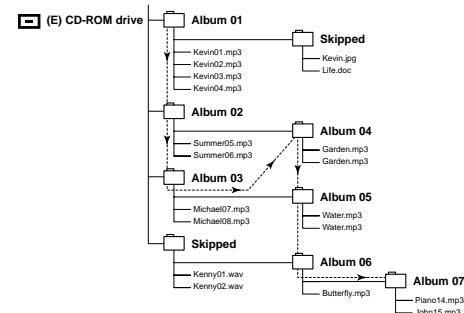 (E) CD-ROM drive
Album 01
Kevin01.mp3
Kevin02.mp3
Kevin03.mp3
Kevin04.mp3
Skipped
Kevin.jpg
Life.doc
Album 02
Summer05.mp3
Summer06.mp3
Album 04
Garden.mp3
Garden.mp3
Album 03
Michael07.mp3
Michael08.mp3
Album 05
Water.mp3
Water.mp3
Skipped
Kenny01.wav
Kenny02.wav
Album 06
Butterfly.mp3
Album 07
Piano14.mp3
John15.mp3